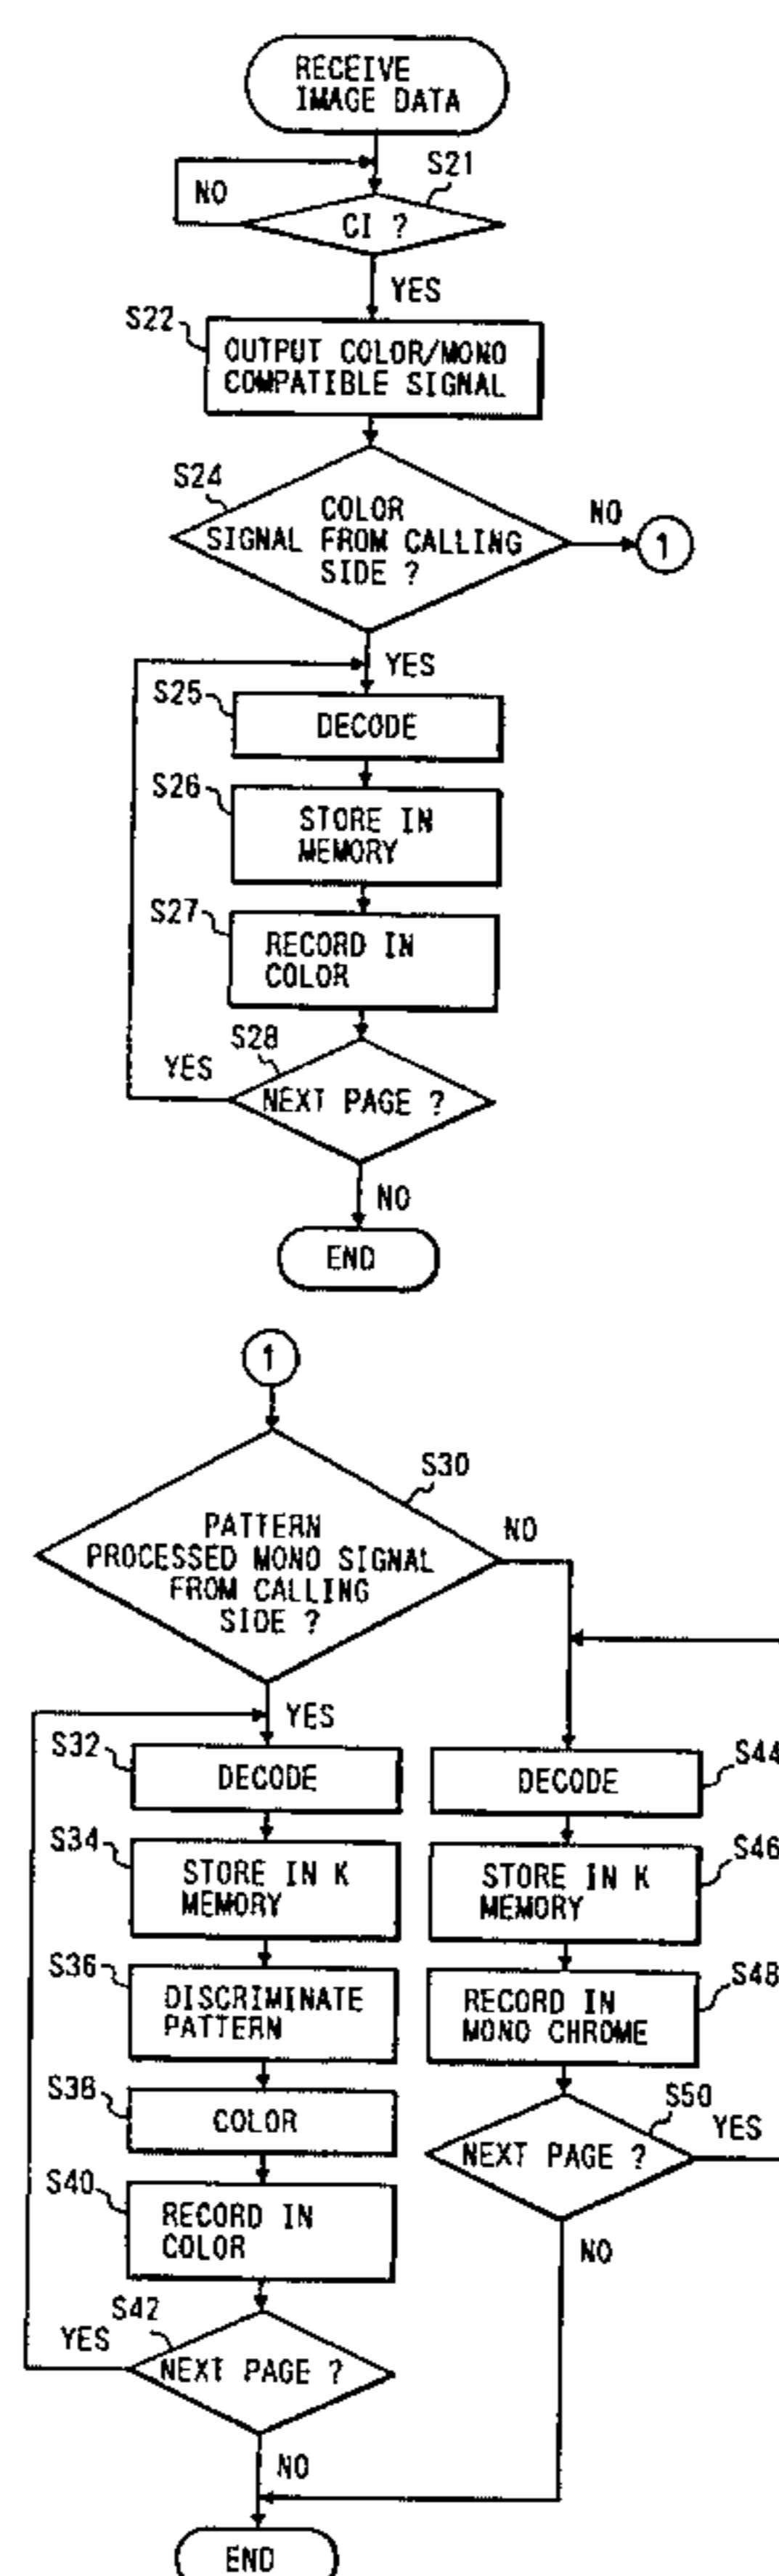 RECEIVE
IMAGE DATA
S21
NO
CI ?
YES
S22
OUTPUT COLOR/MONO
COMPATIBLE SIGNAL
S24
COLOR
SIGNAL FROM CALLING
SIDE ?
NO
1
YES
S25
DECODE
S26
STORE IN
MEMORY
S27
RECORD IN
COLOR
S28
YES
NEXT PAGE ?
NO
END
1
S30
PATTERN
PROCESSED MONO SIGNAL
FROM CALLING
SIDE ?
NO
YES
S32
DECODE
S34
STORE IN K
MEMORY
S36
DISCRIMINATE
PATTERN
S38
COLOR
S40
RECORD IN
COLOR
S42
YES
NEXT PAGE ?
NO
END
S44
DECODE
S46
STORE IN K
MEMORY
S48
RECORD IN
MONO CHROME
S50
YES
NEXT PAGE ?
NO